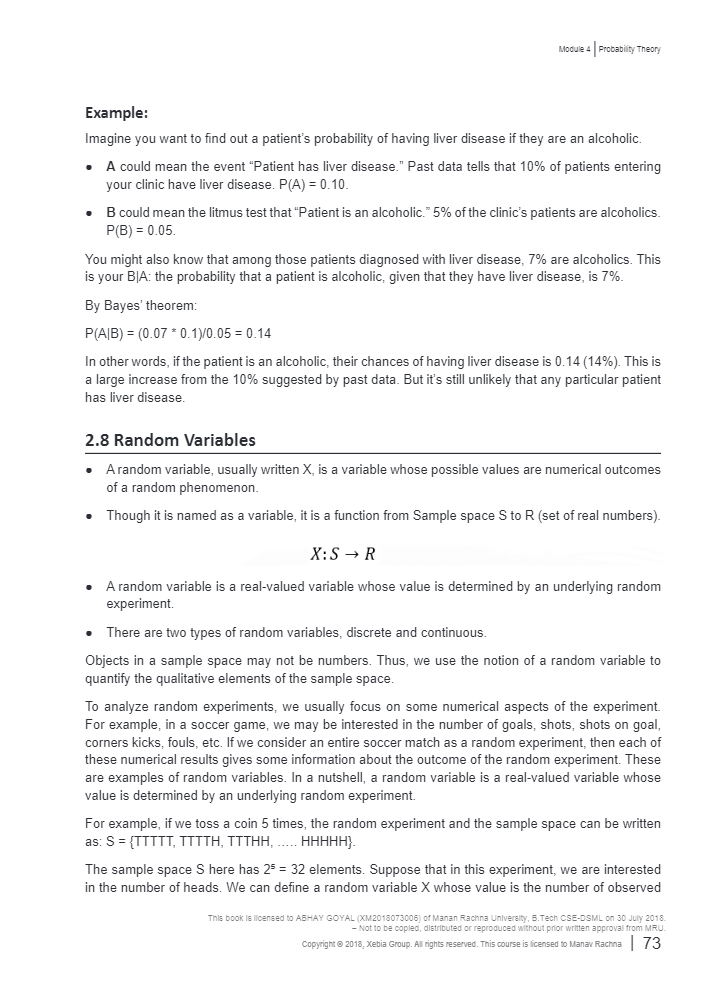 Module 4 | Probability Theory
Example:
Imagine you want to find out a patient's probability of having liver disease if they are an alcoholic.
• A could mean the event “Patient has liver disease.” Past data tells that 10% of patients entering
your clinic have liver disease. P(A) = 0.10.
• B could mean the litmus test that “Patient is an alcoholic.” 5% of the clinic's patients are alcoholics.
P(B) = 0.05.
You might also know that among those patients diagnosed with liver disease, 7% are alcoholics. This
is your B|A: the probability that a patient is alcoholic, given that they have liver disease, is 7%.
By Bayes' theorem:
P(A|B) = (0.07 * 0.1)/0.05 = 0.14
In other words, if the patient is an alcoholic, their chances of having liver disease is 0.14 (14%). This is
a large increase from the 10% suggested by past data. But it's still unlikely that any particular patient
has liver disease.
2.8 Random Variables
• A random variable, usually written X, is a variable whose possible values are numerical outcomes
of a random phenomenon.
• Though it is named as a variable, it is a function from Sample space S to R (set of real numbers).
X: S → R
• A random variable is a real-valued variable whose value is determined by an underlying random
experiment.
• There are two types of random variables, discrete and continuous.
Objects in a sample space may not be numbers. Thus, we use the notion of a random variable to
quantify the qualitative elements of the sample space.
To analyze random experiments, we usually focus on some numerical aspects of the experiment.
For example, in a soccer game, we may be interested in the number of goals, shots, shots on goal,
corners kicks, fouls, etc. If we consider an entire soccer match as a random experiment, then each of
these numerical results gives some information about the outcome of the random experiment. These
are examples of random variables. In a nutshell, a random variable is a real-valued variable whose
value is determined by an underlying random experiment.
For example, if we toss a coin 5 times, the random experiment and the sample space can be written
as: S = {TTTTT, TTTTH, TTTHH, ..... HHHHH}.
The sample space S here has 2⁵ = 32 elements. Suppose that in this experiment, we are interested
in the number of heads. We can define a random variable X whose value is the number of observed
This book is licensed to ABHAY GOYAL (XM2018073006) of Manan Rachna University, B.Tech CSE-DSML on 30 July 2018.
– Not to be copied, distributed or reproduced without prior written approval from MRU.
Copyright © 2018, Xebia Group. All rights reserved. This course is licensed to Manav Rachna | 73